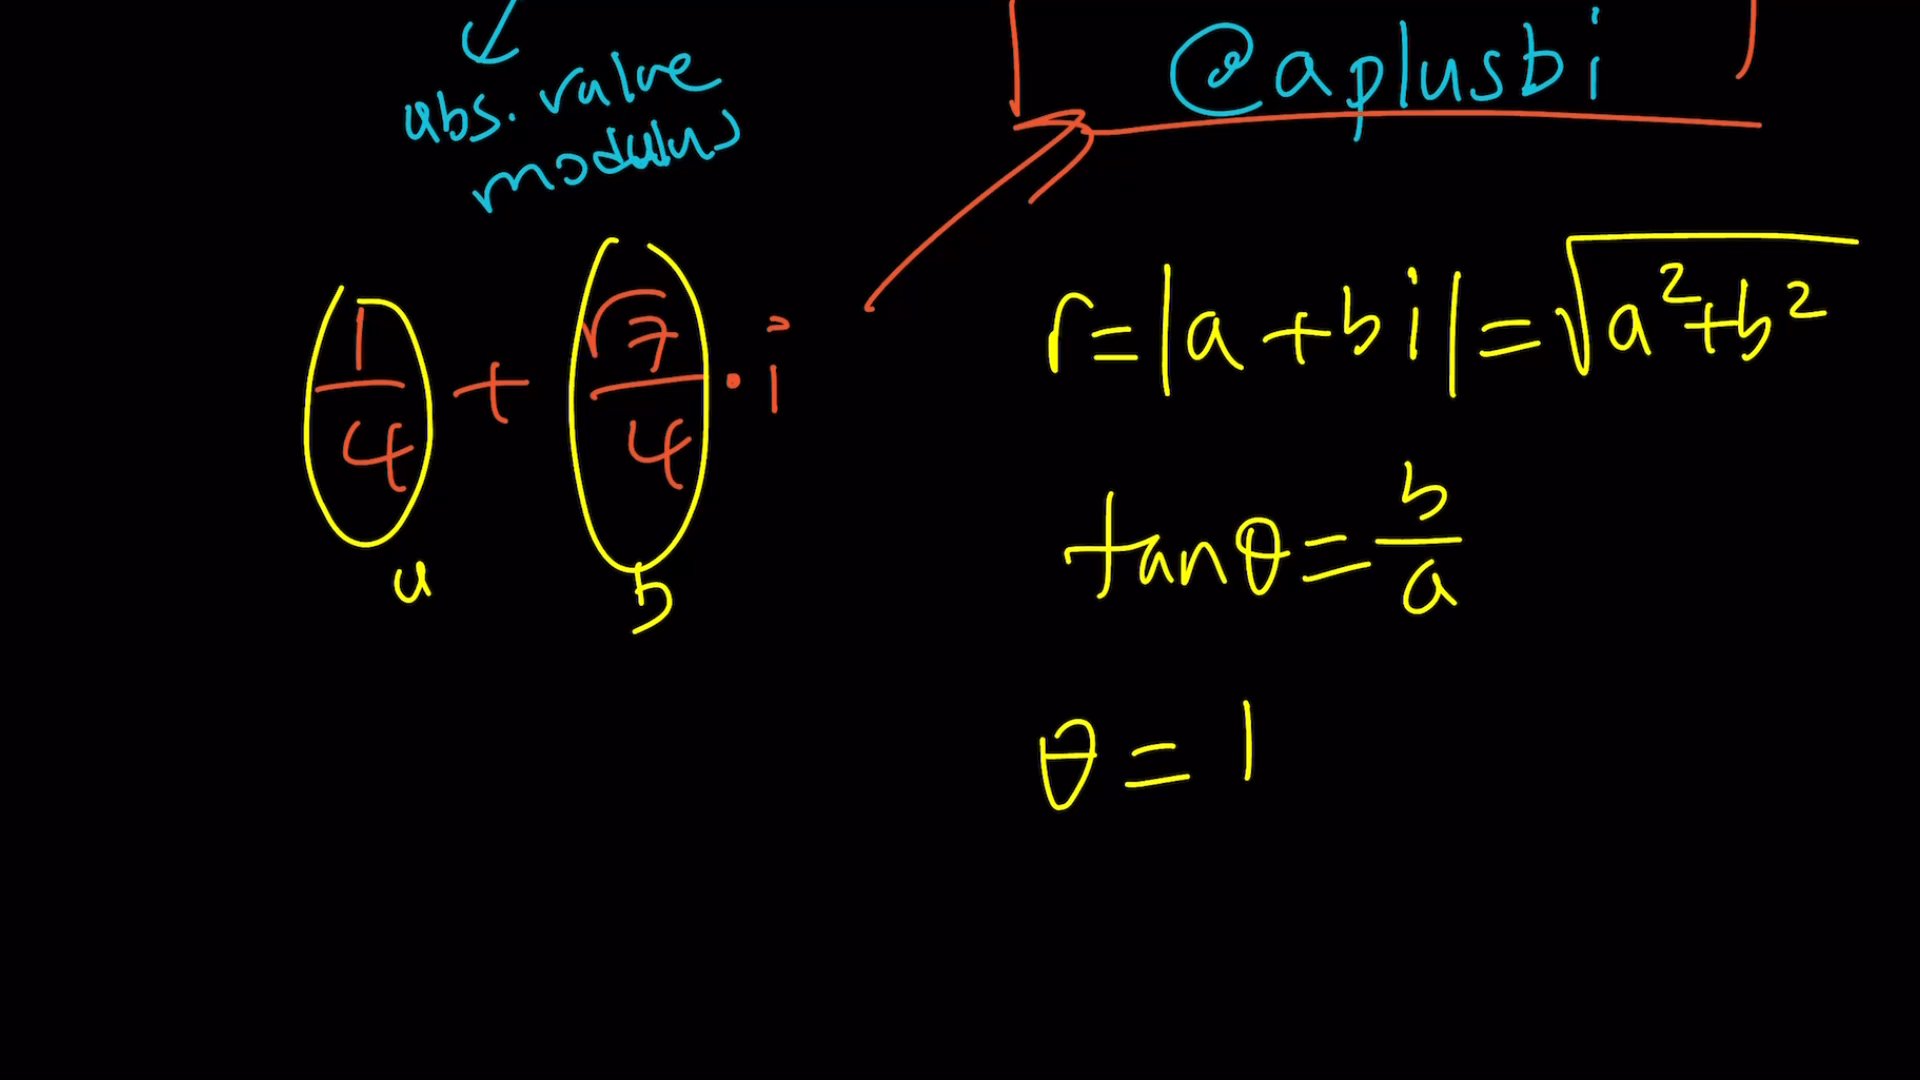 abs. value
modulus
@aplusbi
1/4 + √7/4 · i
a b
r = |a + bi| = √(a² + b²)
tanθ = b/a
θ = 1